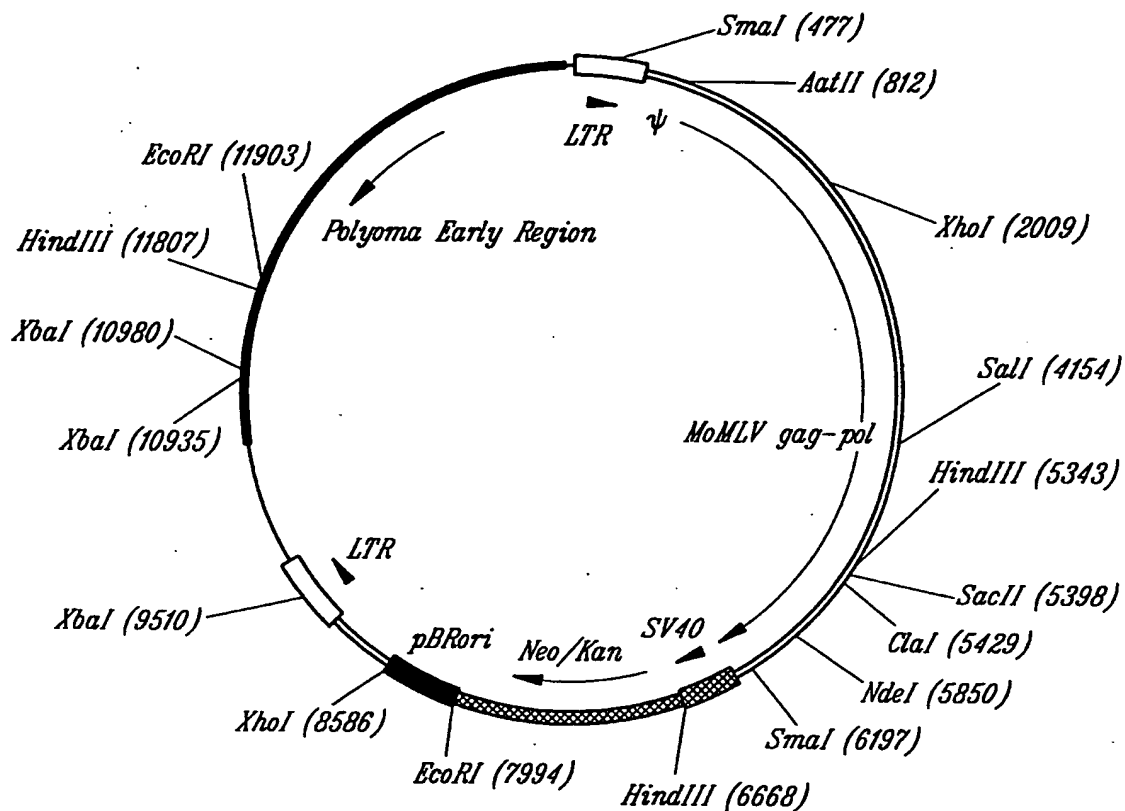 SmaI (477)
AatII (812)
LTR
ψ
EcoRI (11903)
XhoI (2009)
HindIII (11807)
Polyoma Early Region
XbaI (10980)
SalI (4154)
XbaI (10935)
MoMLV gag-pol
HindIII (5343)
LTR
SacII (5398)
XbaI (9510)
pBRori
Neo/Kan
SV40
ClaI (5429)
NdeI (5850)
XhoI (8586)
SmaI (6197)
EcoRI (7994)
HindIII (6668)